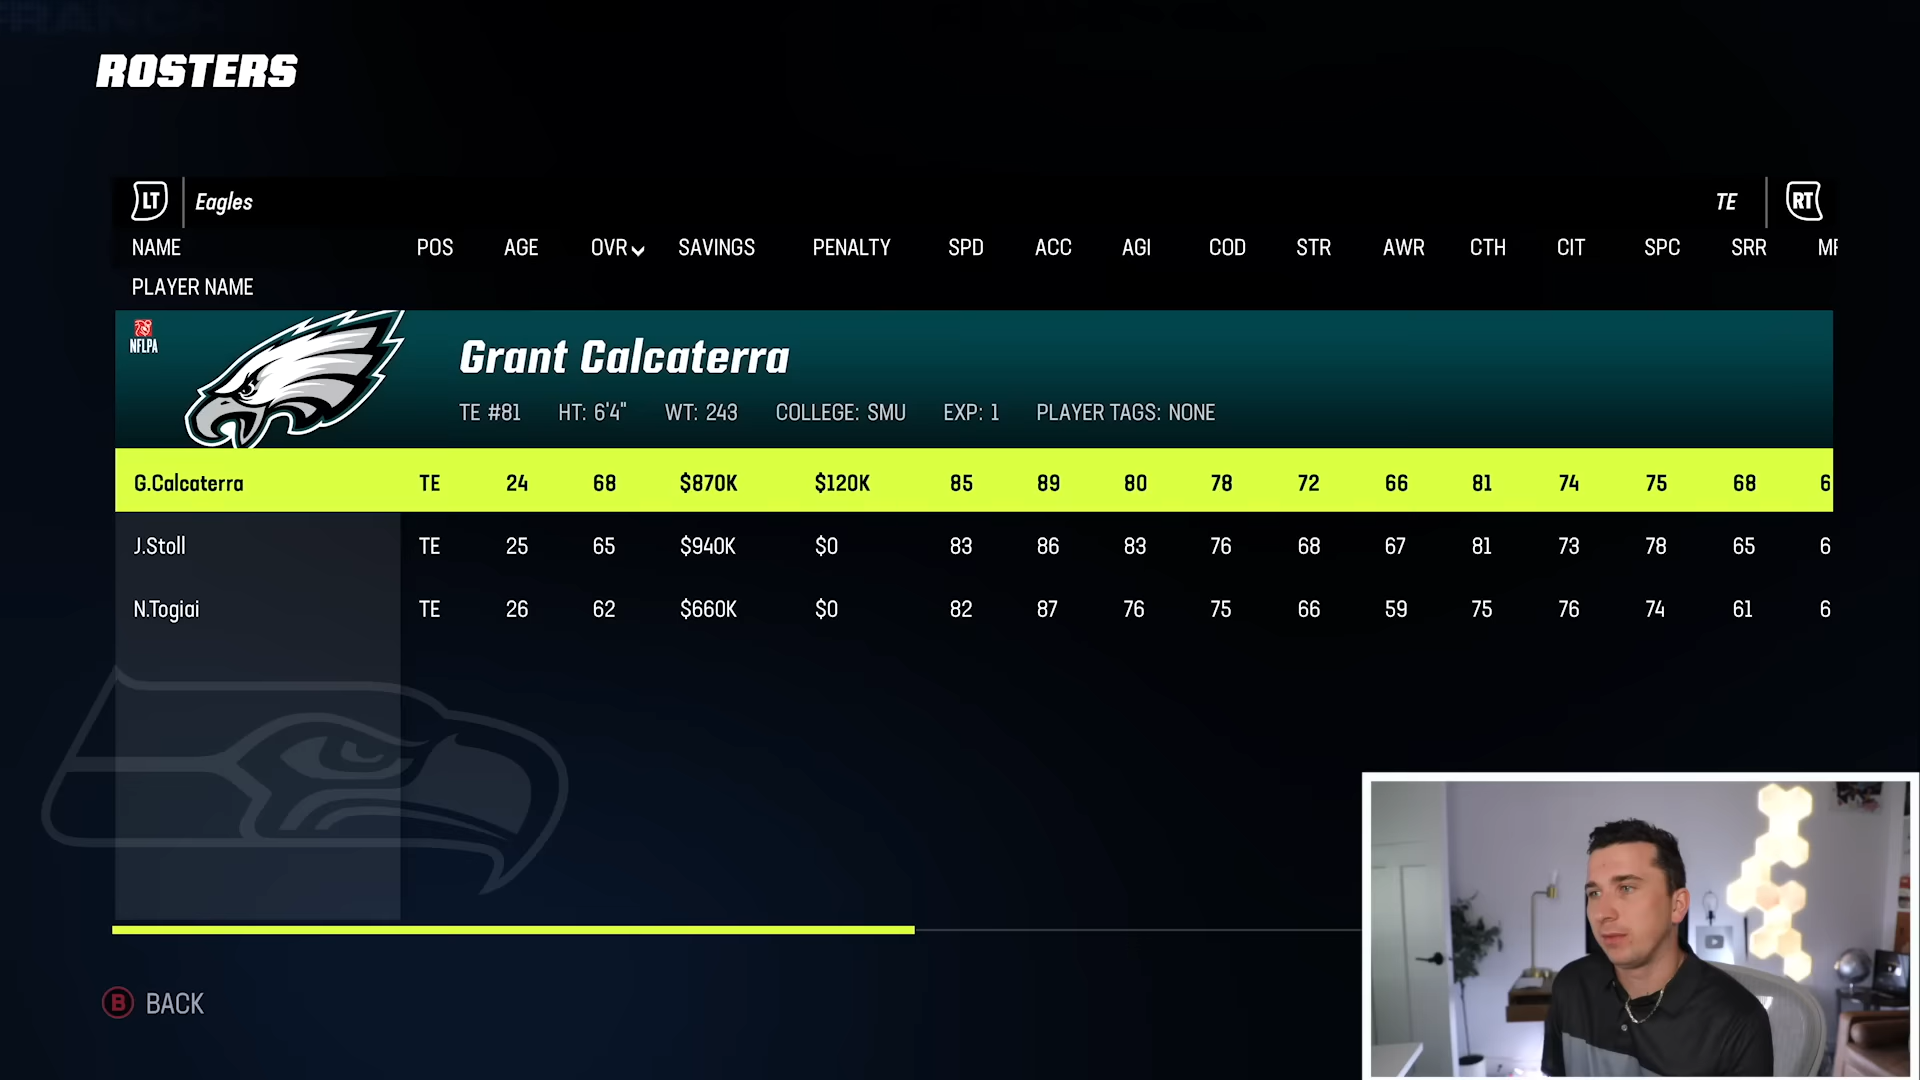 ROSTERS
LT Eagles TE RT
NAME POS AGE OVR SAVINGS PENALTY SPD ACC AGI COD STR AWR CTH CIT SPC SRR
PLAYER NAME
NFLPA
Grant Calcaterra
TE #81 HT: 6'4" WT: 243 COLLEGE: SMU EXP: 1 PLAYER TAGS: NONE
G.Calcaterra TE 24 68 $870K $120K 85 89 80 78 72 66 81 74 75 68 6
J.Stoll TE 25 65 $940K $0 83 86 83 76 68 67 81 73 78 65 6
N.Togiai TE 26 62 $660K $0 82 87 76 75 66 59 75 76 74 61 6
B BACK